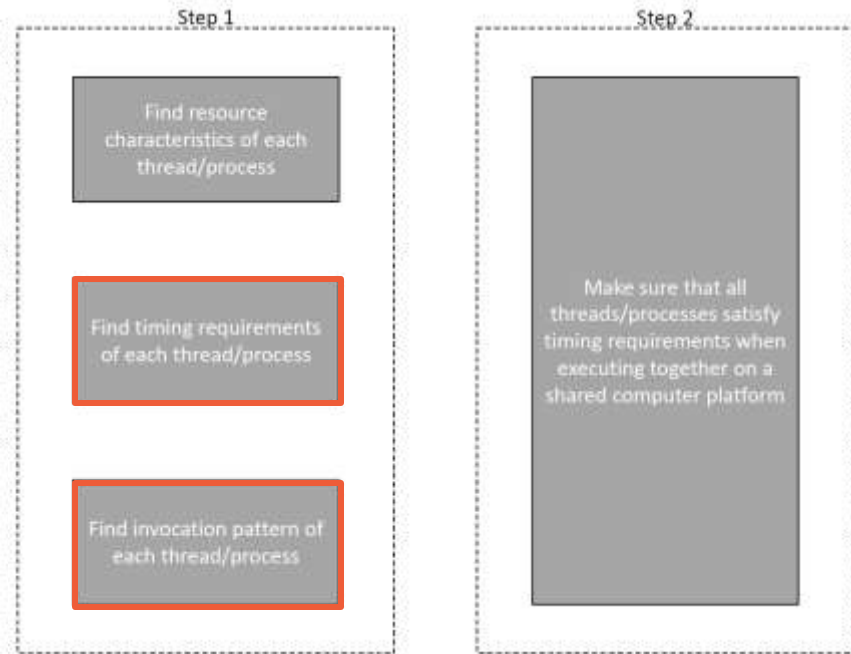 Step 1
Find resource
characteristics of each
thread/process
Find timing requirements
of each thread/process
Find invocation pattern of
each thread/process
Step 2
Make sure that all
threads/processes satisfy
timing requirements when
executing together on a
shared computer platform